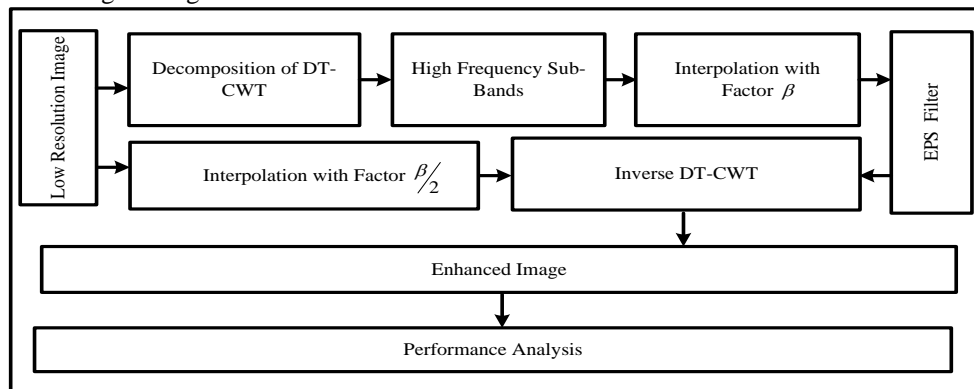 Low Resolution Image
Decomposition of DT-
CWT
High Frequency Sub-
Bands
Interpolation with
Factor β
EPS Filter
Interpolation with Factor β/2
Inverse DT-CWT
Enhanced Image
Performance Analysis